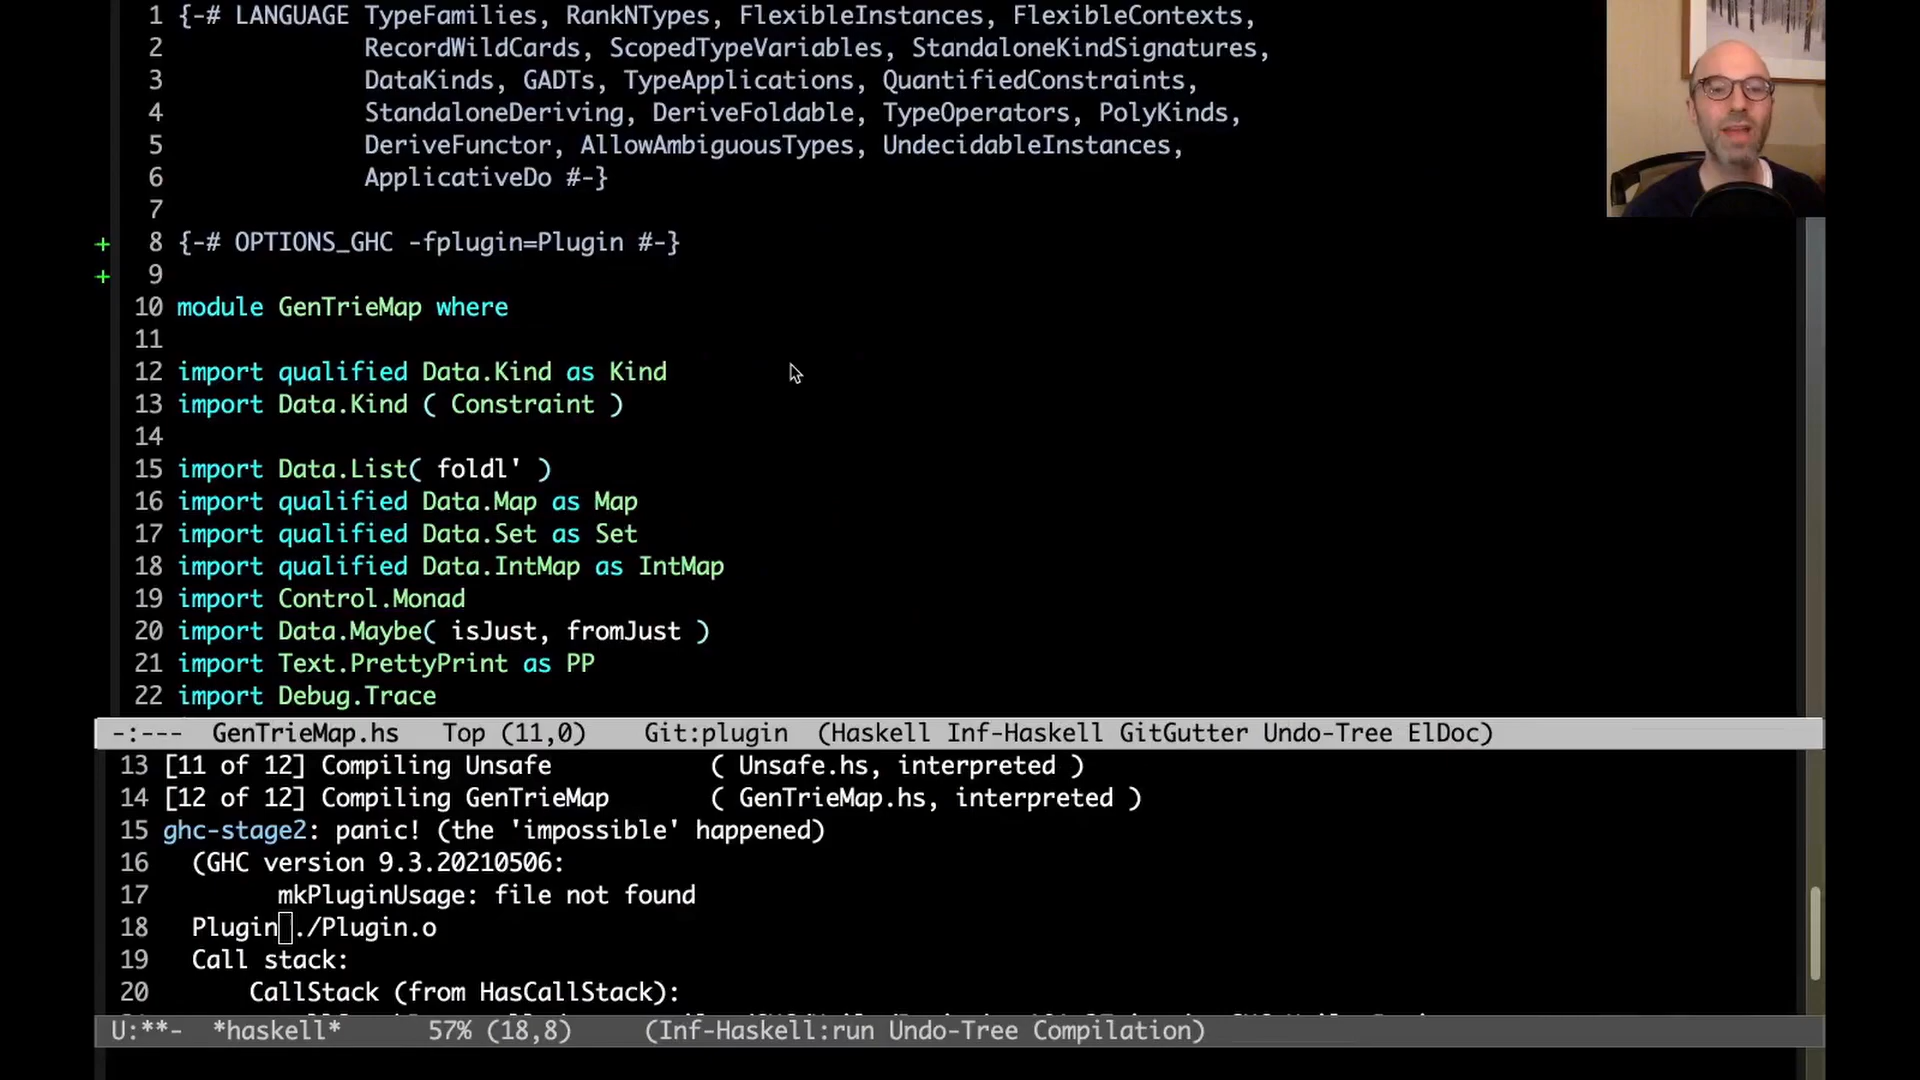 1 {-# LANGUAGE TypeFamilies, RankNTypes, FlexibleInstances, FlexibleContexts,
2 RecordWildCards, ScopedTypeVariables, StandaloneKindSignatures,
3 DataKinds, GADTs, TypeApplications, QuantifiedConstraints,
4 StandaloneDeriving, DeriveFoldable, TypeOperators, PolyKinds,
5 DeriveFunctor, AllowAmbiguousTypes, UndecidableInstances,
6 ApplicativeDo #-}
7
+ 8 {-# OPTIONS_GHC -fplugin=Plugin #-}
+ 9
10 module GenTrieMap where
11
12 import qualified Data.Kind as Kind
13 import Data.Kind ( Constraint )
14
15 import Data.List( foldl' )
16 import qualified Data.Map as Map
17 import qualified Data.Set as Set
18 import qualified Data.IntMap as IntMap
19 import Control.Monad
20 import Data.Maybe( isJust, fromJust )
21 import Text.PrettyPrint as PP
22 import Debug.Trace
-:--- GenTrieMap.hs Top (11,0) Git:plugin (Haskell Inf-Haskell GitGutter Undo-Tree ElDoc)
13 [11 of 12] Compiling Unsafe ( Unsafe.hs, interpreted )
14 [12 of 12] Compiling GenTrieMap ( GenTrieMap.hs, interpreted )
15 ghc-stage2: panic! (the 'impossible' happened)
16 (GHC version 9.3.20210506:
17 mkPluginUsage: file not found
18 Plugin ./Plugin.o
19 Call stack:
20 CallStack (from HasCallStack):
U:**- *haskell* 57% (18,8) (Inf-Haskell:run Undo-Tree Compilation)